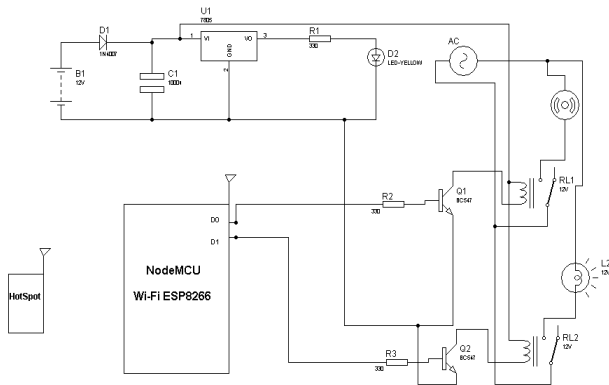 U1
7805
D1
1N4007
1
VI
VO
3
GND
2
R1
33Ω
D2
LED-YELLOW
B1
12V
C1
1000u
AC
Q1
BC547
RL1
12V
R2
33Ω
D0
D1
NodeMCU
Wi-Fi ESP8266
HotSpot
L2
12V
RL2
12V
R3
33Ω
Q2
BC547